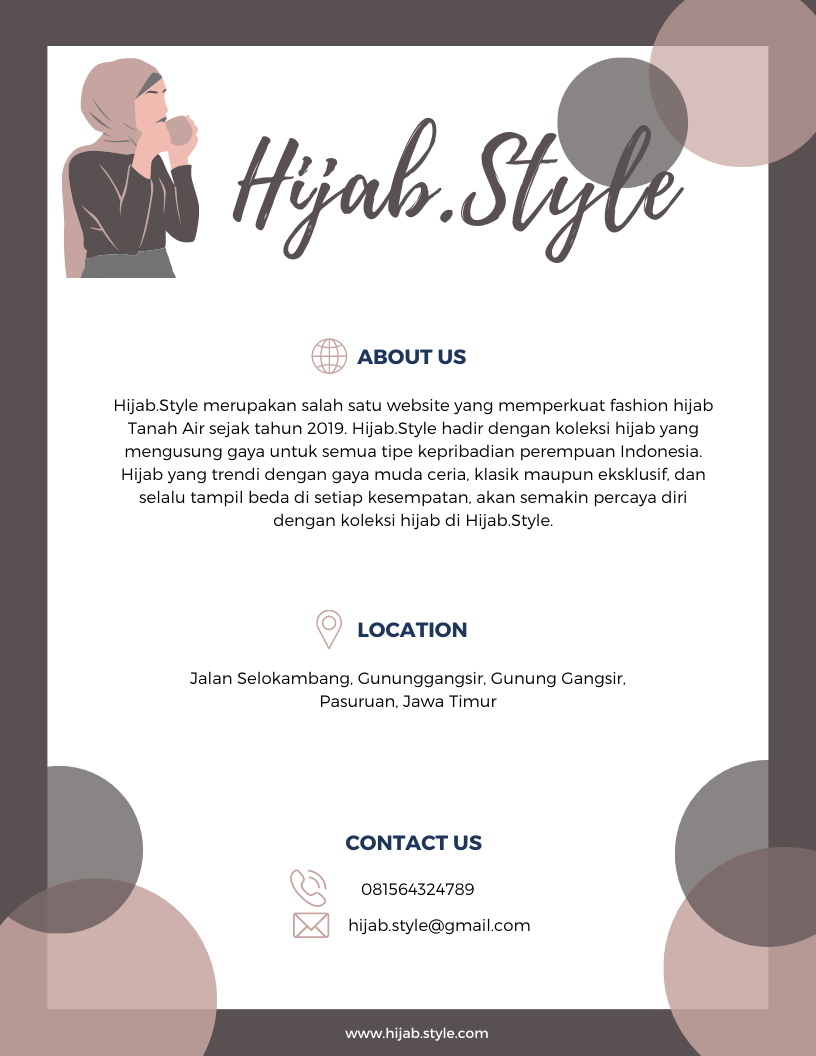 Hijab.Style
ABOUT US
Hijab.Style merupakan salah satu website yang memperkuat fashion hijab
Tanah Air sejak tahun 2019. Hijab.Style hadir dengan koleksi hijab yang
mengusung gaya untuk semua tipe kepribadian perempuan Indonesia.
Hijab yang trendi dengan gaya muda ceria, klasik maupun eksklusif, dan
selalu tampil beda di setiap kesempatan, akan semakin percaya diri
dengan koleksi hijab di Hijab.Style.
LOCATION
Jalan Selokambang, Gununggangsir, Gunung Gangsir,
Pasuruan, Jawa Timur
CONTACT US
081564324789
hijab.style@gmail.com
www.hijab.style.com